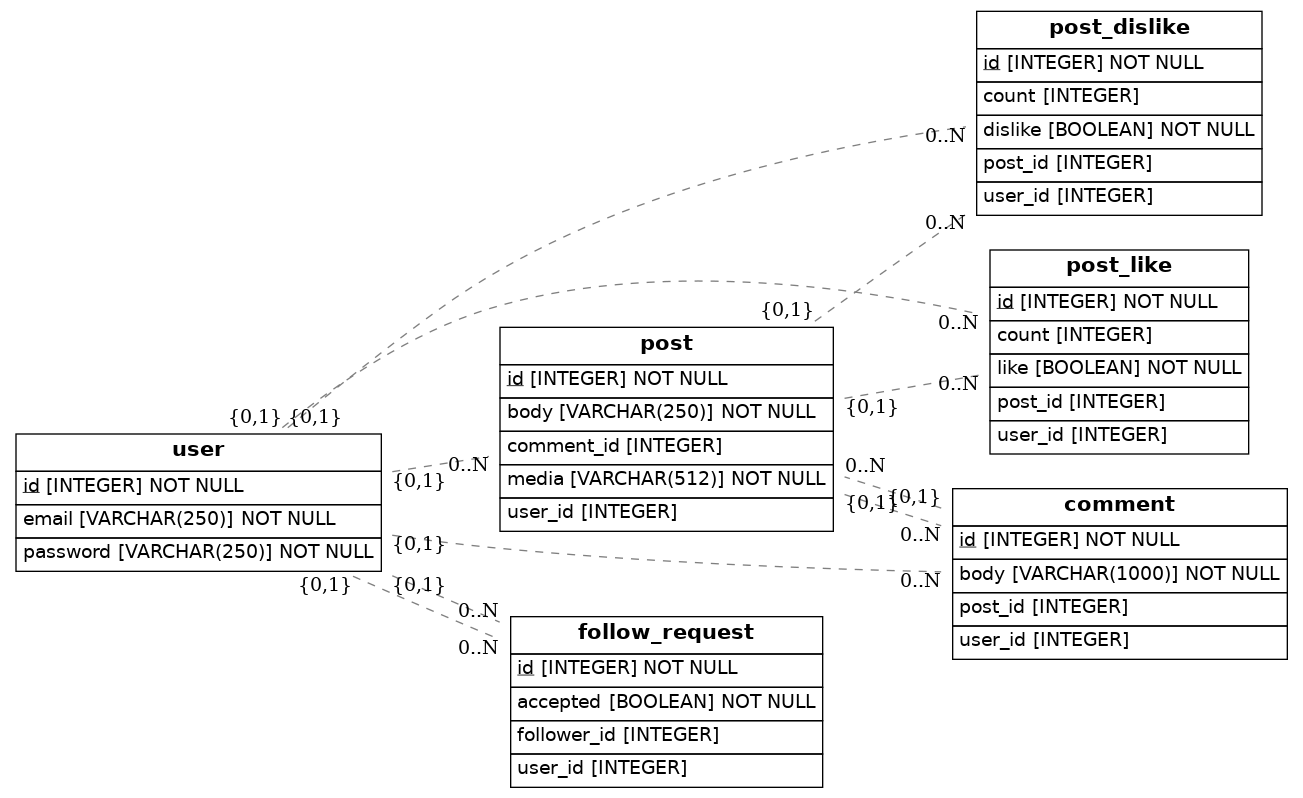 post_dislike
id [INTEGER] NOT NULL
count [INTEGER]
dislike [BOOLEAN] NOT NULL
post_id [INTEGER]
user_id [INTEGER]
0..N
0..N
post_like
id [INTEGER] NOT NULL
count [INTEGER]
like [BOOLEAN] NOT NULL
post_id [INTEGER]
user_id [INTEGER]
{0,1}
0..N
0..N
post
id [INTEGER] NOT NULL
body [VARCHAR(250)] NOT NULL
comment_id [INTEGER]
media [VARCHAR(512)] NOT NULL
user_id [INTEGER]
{0,1}
0..N
{0,1}
{0,1}
0..N
{0,1} {0,1}
user
id [INTEGER] NOT NULL
email [VARCHAR(250)] NOT NULL
password [VARCHAR(250)] NOT NULL
0..N
{0,1}
{0,1}
{0,1}
{0,1}
comment
id [INTEGER] NOT NULL
body [VARCHAR(1000)] NOT NULL
post_id [INTEGER]
user_id [INTEGER]
0..N
0..N
0..N
follow_request
id [INTEGER] NOT NULL
accepted [BOOLEAN] NOT NULL
follower_id [INTEGER]
user_id [INTEGER]